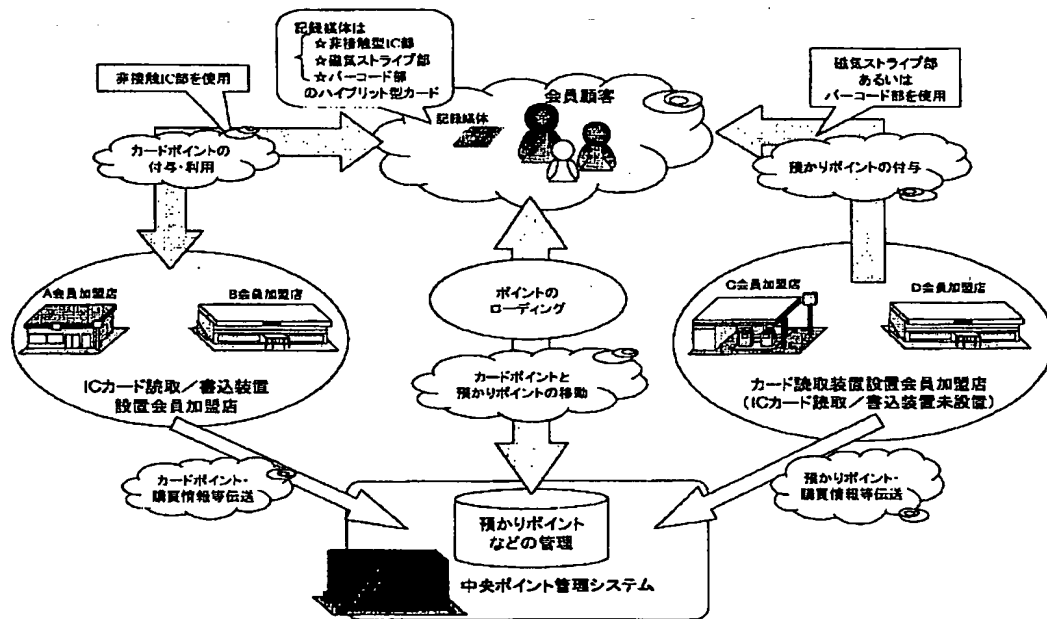 記録媒体は
☆非接触型IC部
☆磁気ストライプ部
☆バーコード部
のハイブリット型カード
非接触IC部を使用
会員顧客
記録媒体
磁気ストライプ部
あるいは
バーコード部を使用
カードポイントの
付与・利用
預かりポイントの付与
A会員加盟店
B会員加盟店
ICカード読取／書込装置
設置会員加盟店
ポイントの
ローディング
カードポイントと
預かりポイントの移動
C会員加盟店
D会員加盟店
カード読取装置設置会員加盟店
(ICカード読取／書込装置未設置)
カードポイント・
購買情報等伝送
預かりポイント・
購買情報等伝送
預かりポイント
などの管理
中央ポイント管理システム